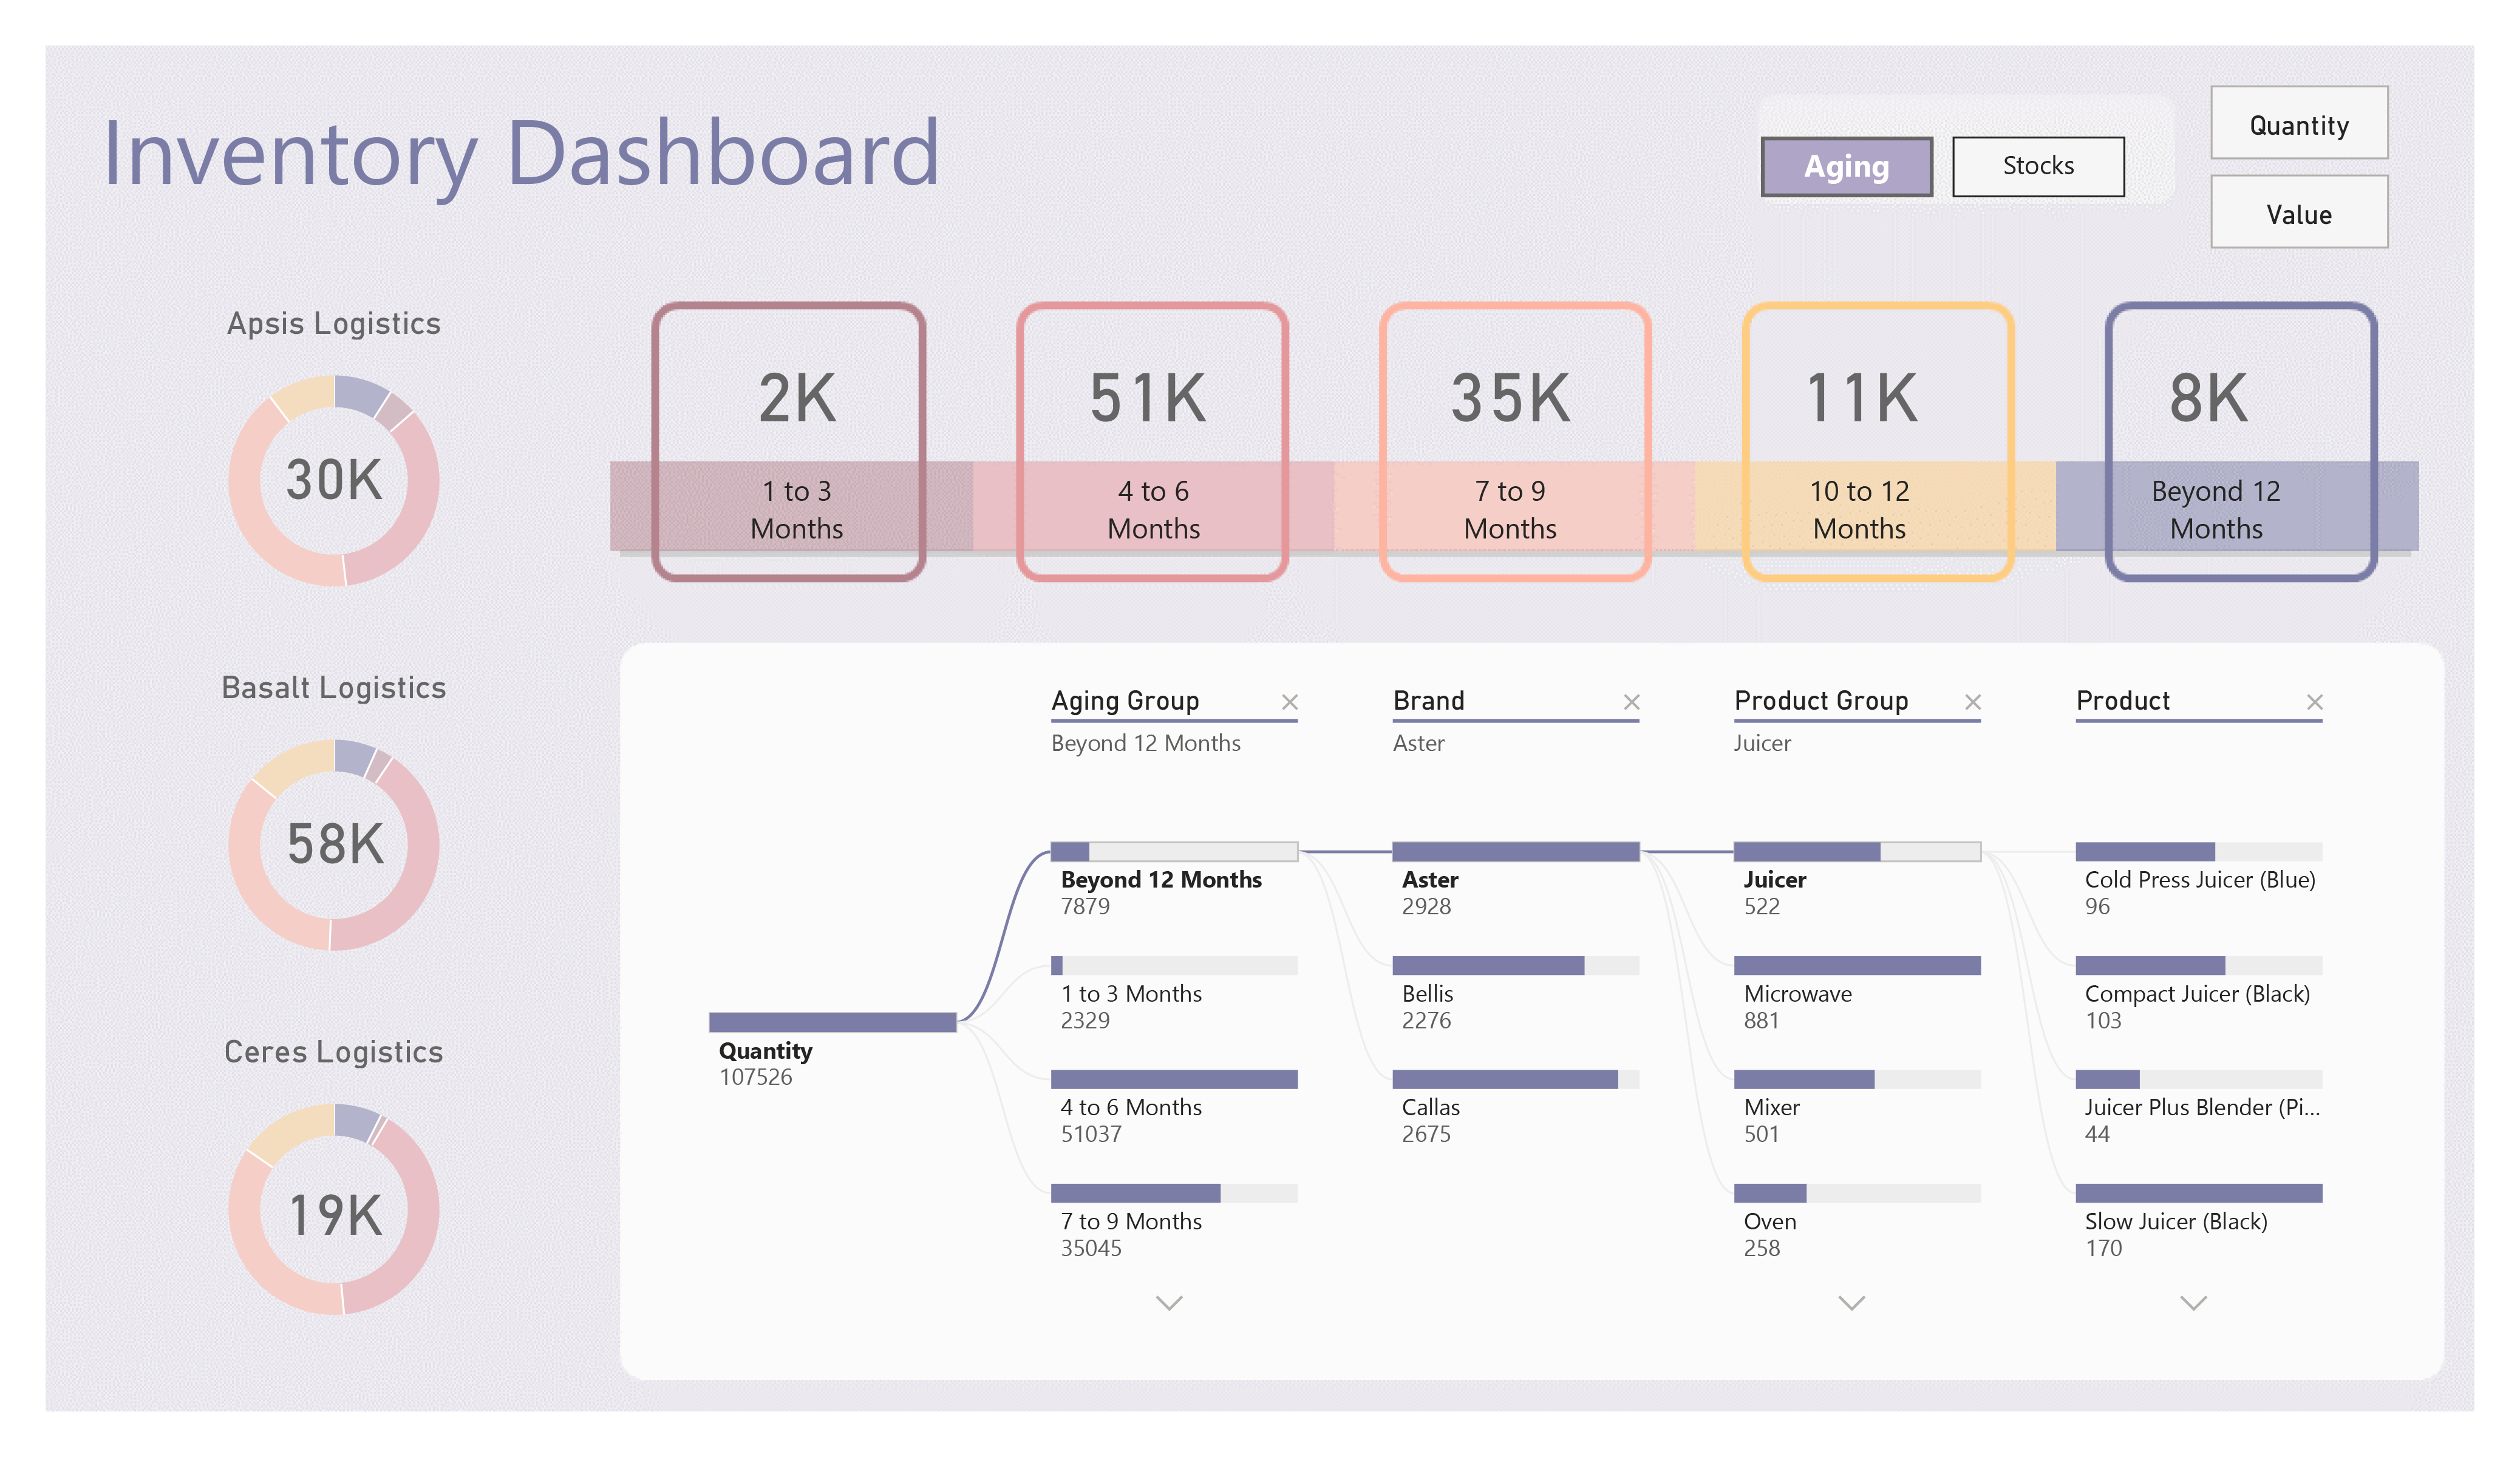 Inventory Dashboard
Aging
Stocks
Quantity
Value
Apsis Logistics
30K
Basalt Logistics
58K
Ceres Logistics
19K
2K
1 to 3
Months
51K
4 to 6
Months
35K
7 to 9
Months
11K
10 to 12
Months
8K
Beyond 12
Months
Quantity
107526
Aging Group
Beyond 12 Months
Beyond 12 Months
7879
1 to 3 Months
2329
4 to 6 Months
51037
7 to 9 Months
35045
Brand
Aster
Aster
2928
Bellis
2276
Callas
2675
Product Group
Juicer
Juicer
522
Microwave
881
Mixer
501
Oven
258
Product
Cold Press Juicer (Blue)
96
Compact Juicer (Black)
103
Juicer Plus Blender (Pi...
44
Slow Juicer (Black)
170